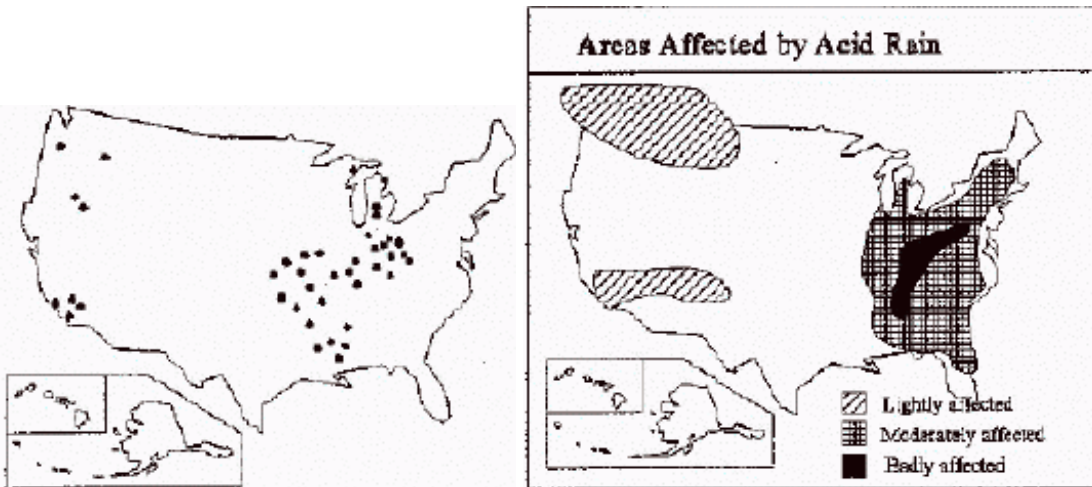 Areas Affected by Acid Rain
Lightly affected
Moderately affected
Badly affected